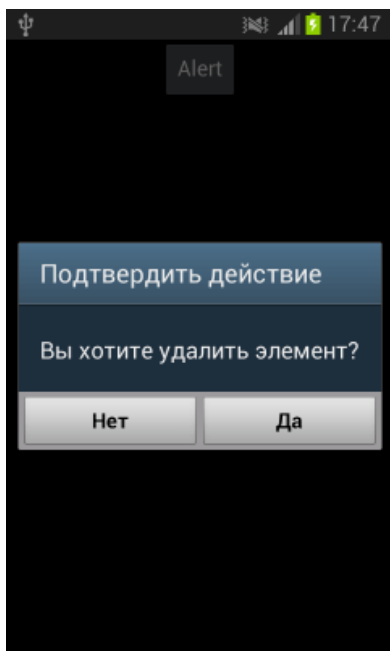 17:47
Alert
Подтвердить действие
Вы хотите удалить элемент?
Нет Да